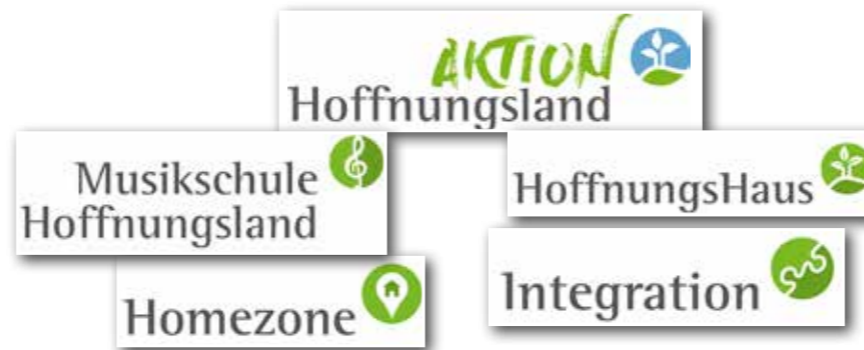 AKTION
Hoffnungsland
Musikschule
Hoffnungsland
HoffnungsHaus
Homezone
Integration